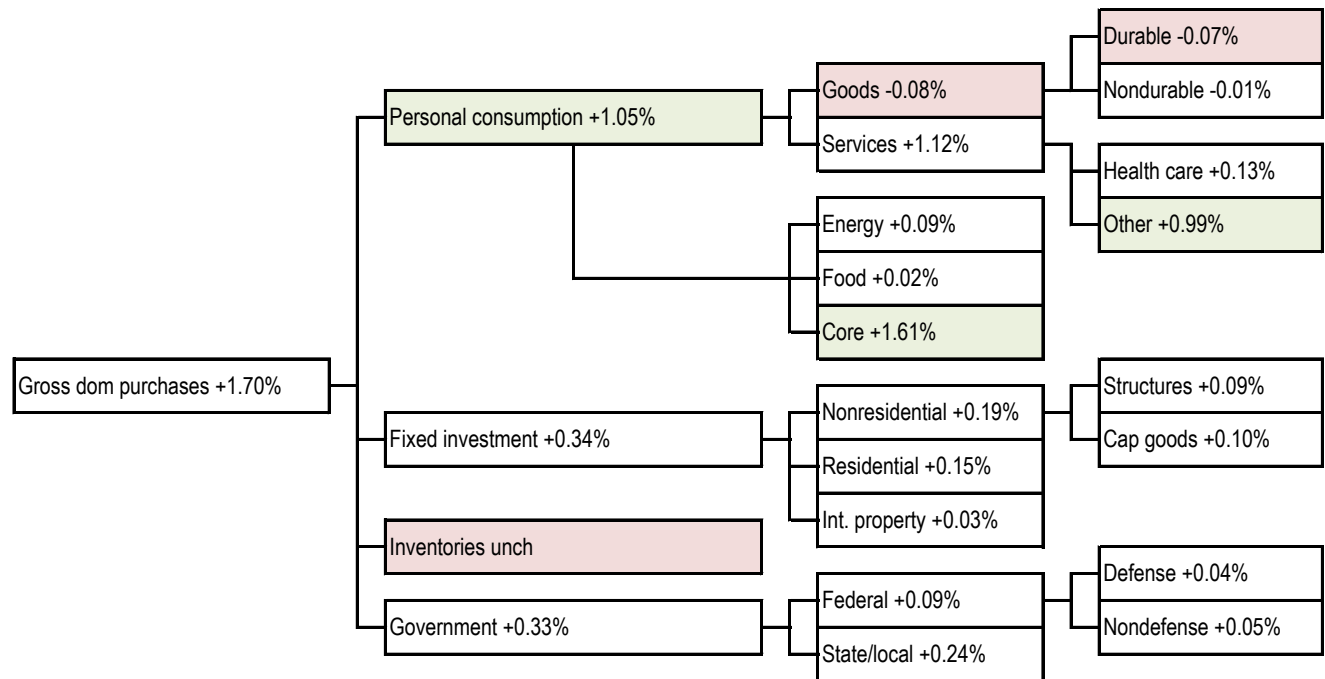 Gross dom purchases +1.70%
Personal consumption +1.05%
Goods -0.08%
Durable -0.07%
Nondurable -0.01%
Services +1.12%
Health care +0.13%
Other +0.99%
Energy +0.09%
Food +0.02%
Core +1.61%
Fixed investment +0.34%
Nonresidential +0.19%
Structures +0.09%
Cap goods +0.10%
Residential +0.15%
Int. property +0.03%
Inventories unch
Government +0.33%
Federal +0.09%
Defense +0.04%
Nondefense +0.05%
State/local +0.24%